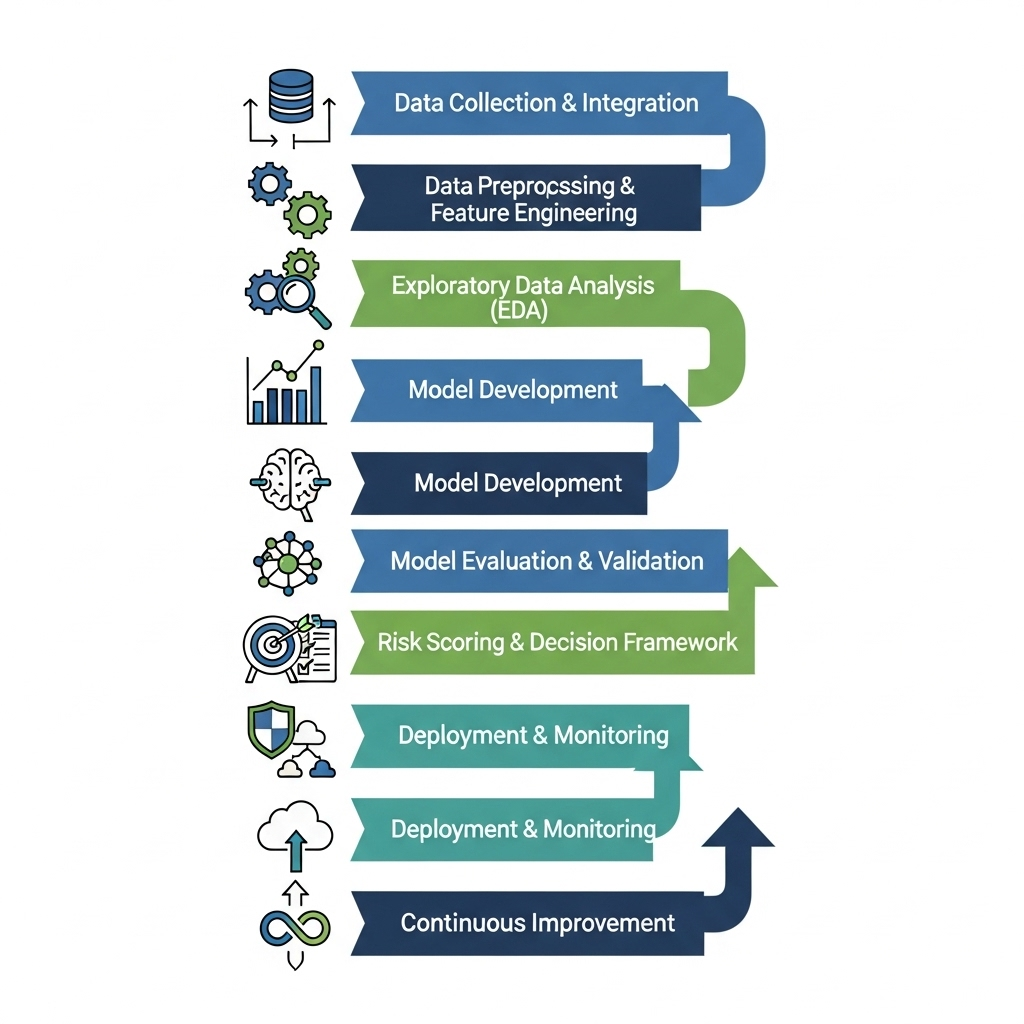 Data Collection & Integration
Data Preprocssing &
Feature Engineering
Exploratory Data Analysis
(EDA)
Model Development
Model Development
Model Evaluation & Validation
Risk Scoring & Decision Framework
Deployment & Monitoring
Deployment & Monitoring
Continuous Improvement